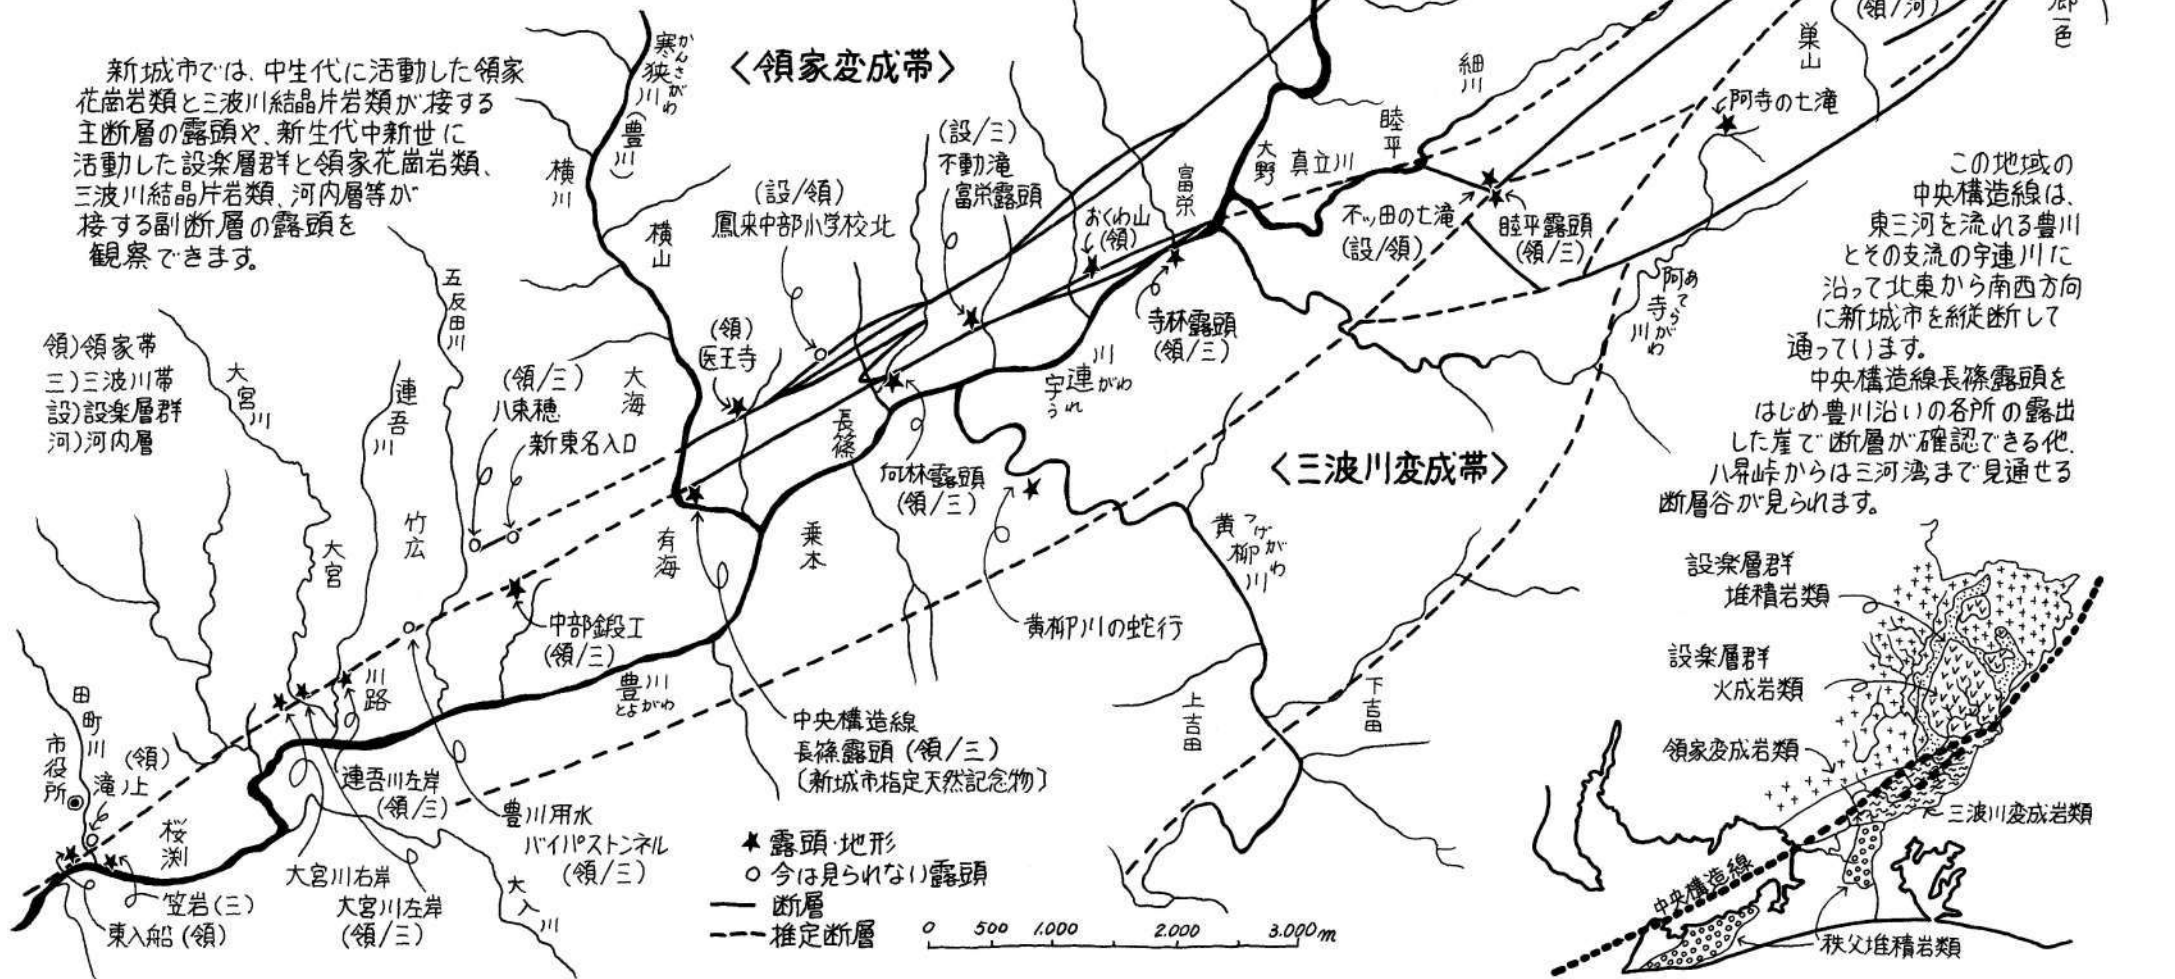 新城市では、中生代に活動した領家
花崗岩類と三波川結晶片岩類が接する
主断層の露頭や、新生代中新世に
活動した設楽層群と領家花崗岩類、
三波川結晶片岩類、河内層等が
接する副断層の露頭を
観察できます。
領)領家帯
三)三波川帯
設)設楽層群
河)河内層
<領家変成帯>
寒狭川(豊川)
かんさがわ
横川
横山
五反田川
大宮川
連吾川
(領/三)
八束穂
新東名入口
大海
(領)
医王寺
(設/領)
鳳来中部小学校北
(設/三)
不動滝
富栄露頭
おくわ山
(領)
富栄
大野
真立川
睦平
細川
巣山
(領/河)
郷一色
阿寺の七滝
不ッ田の七滝
(設/領)
睦平露頭
(領/三)
阿寺川
あてらがわ
寺林露頭
(領/三)
宇連川
うれがわ
長篠
向林露頭
(領/三)
<三波川変成帯>
この地域の
中央構造線は、
東三河を流れる豊川
とその支流の宇連川に
沿って北東から南西方向
に新城市を縦断して
通っています。
中央構造線長篠露頭を
はじめ豊川沿いの各所の露出
した崖で断層が確認できる他、
八昇峠からは三河湾まで見通せる
断層谷が見られます。
大宮
竹広
有海
乗本
黄柳川
つげがわ
黄柳川の蛇行
中部鍛工
(領/三)
川路
豊川
とよがわ
上吉田
下吉田
中央構造線
長篠露頭(領/三)
〔新城市指定天然記念物〕
田町川
市役所
(領)
滝ノ上
桜渕
連吾川左岸
(領/三)
豊川用水
バイパストンネル
(領/三)
大宮川右岸
大宮川左岸
(領/三)
大入川
笠岩(三)
東入船(領)
★露頭・地形
○今は見られない露頭
断層
推定断層
0 500 1.000 2.000 3.000m
設楽層群
堆積岩類
設楽層群
火成岩類
領家変成岩類
三波川変成岩類
中央構造線
秩父堆積岩類